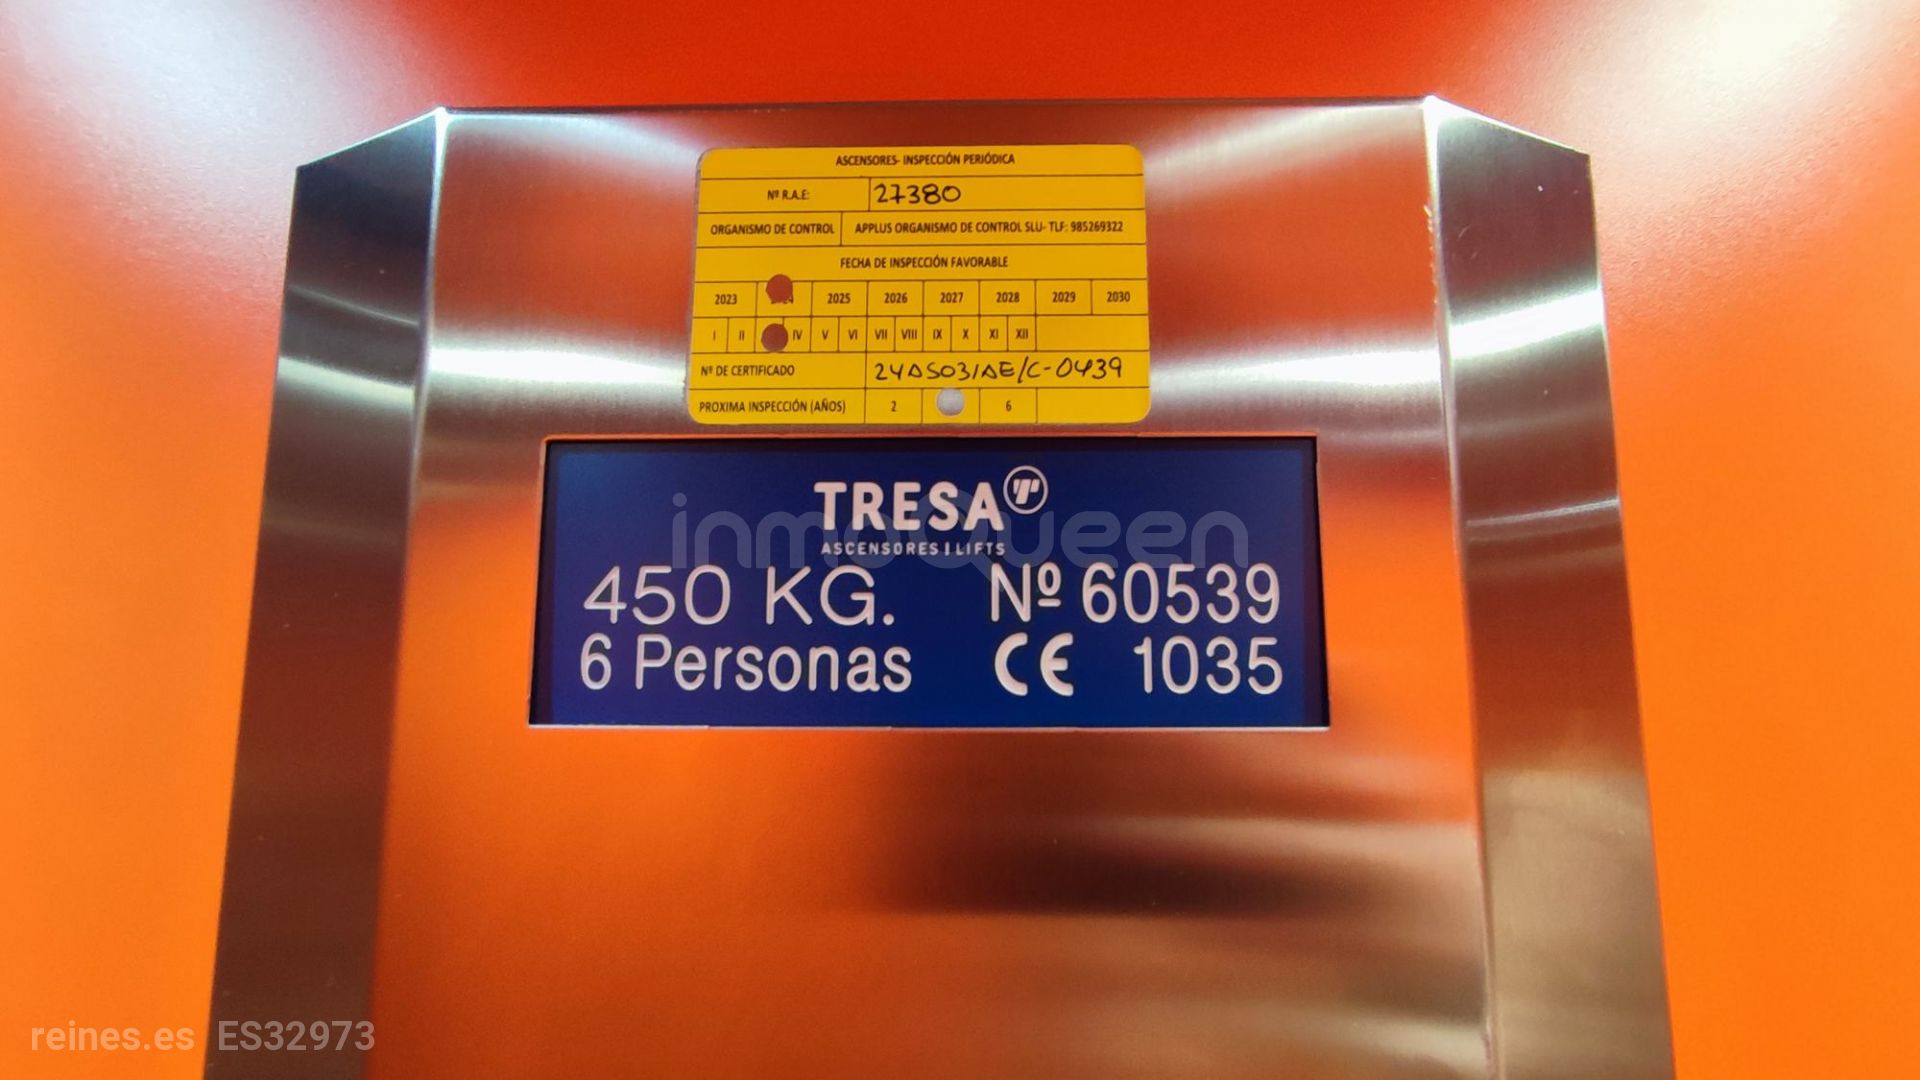 ASCENSORES- INSPECCIÓN PERIÓDICA
Nº R.A.E: 27380
ORGANISMO DE CONTROL APPLUS ORGANISMO DE CONTROL SLU- TLF: 985269322
FECHA DE INSPECCIÓN FAVORABLE
2023 2025 2026 2027 2028 2029 2030
I II IV V VI VII VIII IX X XI XII
Nº DE CERTIFICADO 24AS031AE/C-0439
PROXIMA INSPECCIÓN (AÑOS) 2 6
TRESA
ASCENSORES | LIFTS
inmoQueen
450 KG. Nº 60539
6 Personas CE 1035
reines.es ES32973